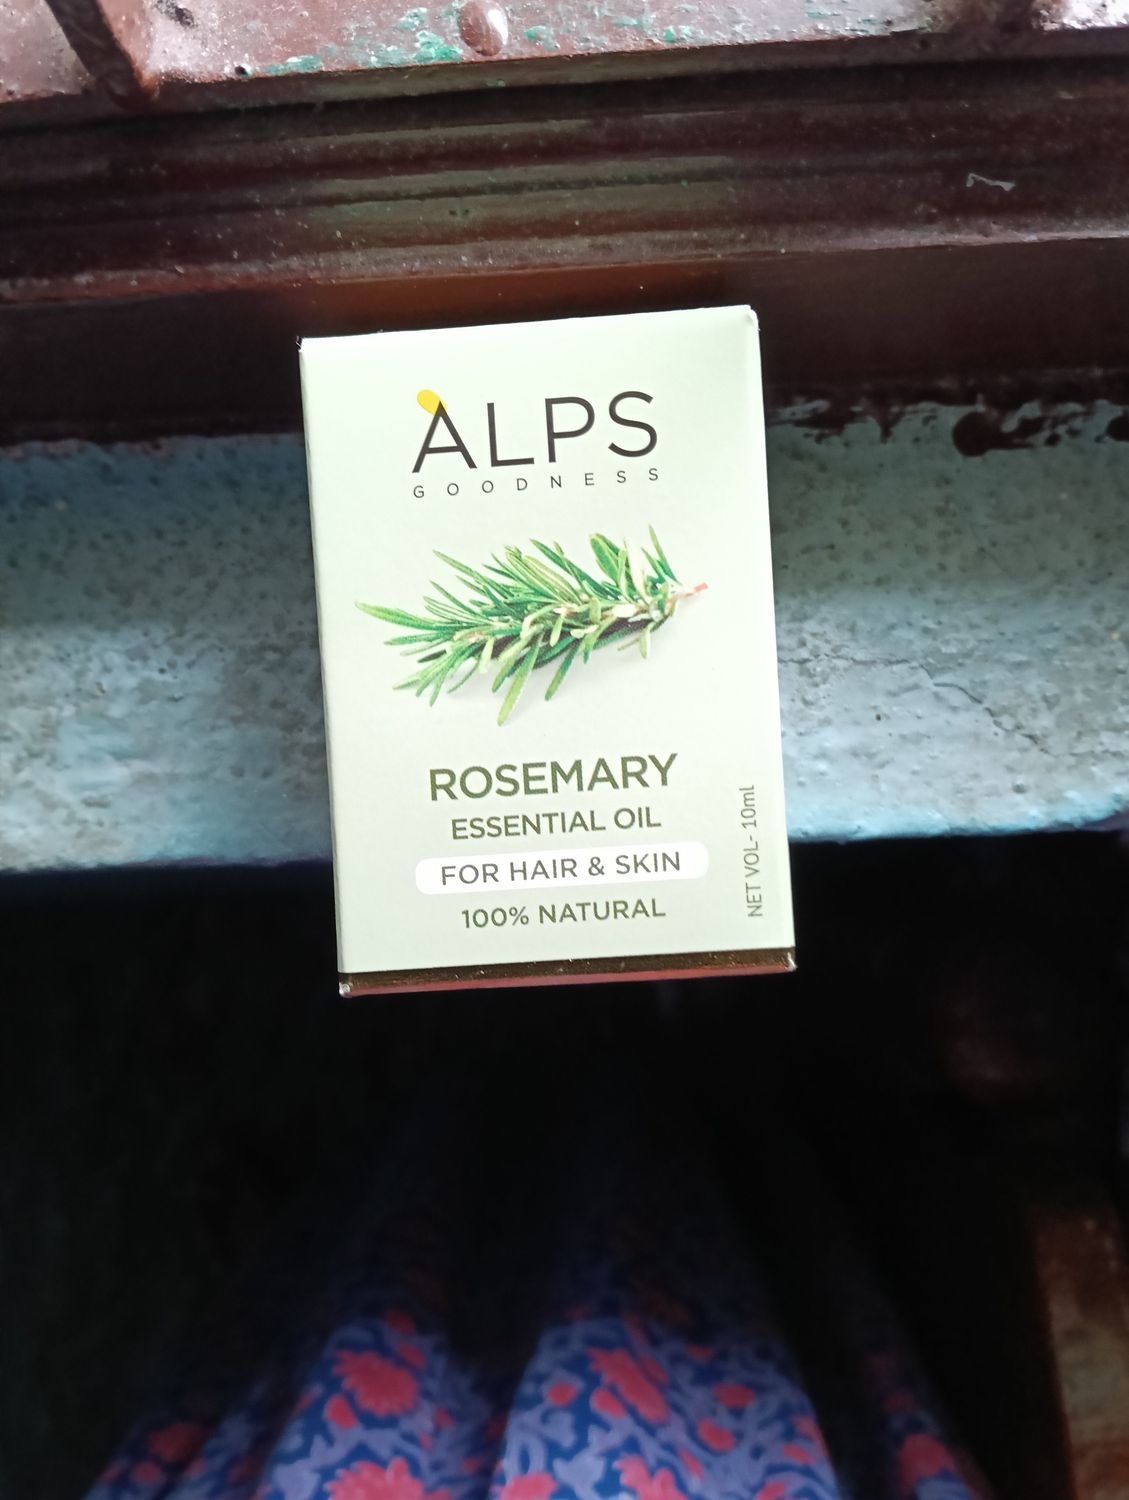 ALPS
GOODNESS
ROSEMARY
ESSENTIAL OIL
FOR HAIR & SKIN
100% NATURAL
NET VOL- 10ml